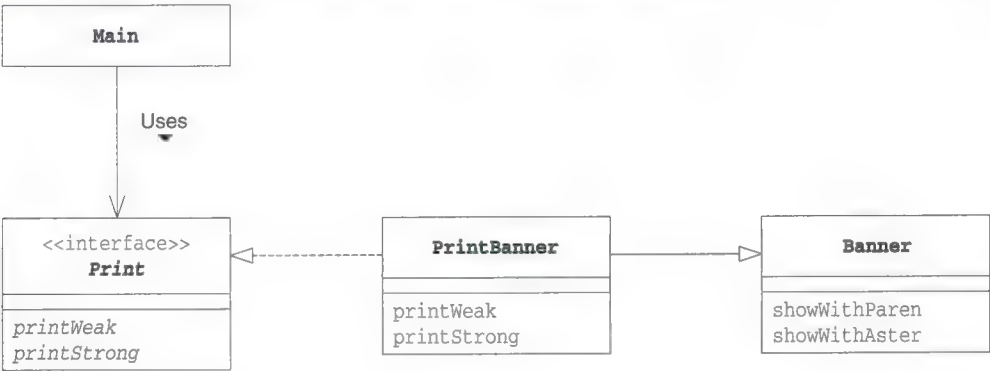 Main
Uses
<<interface>>
Print
printWeak
printStrong
PrintBanner
printWeak
printStrong
Banner
showWithParen
showWithAster